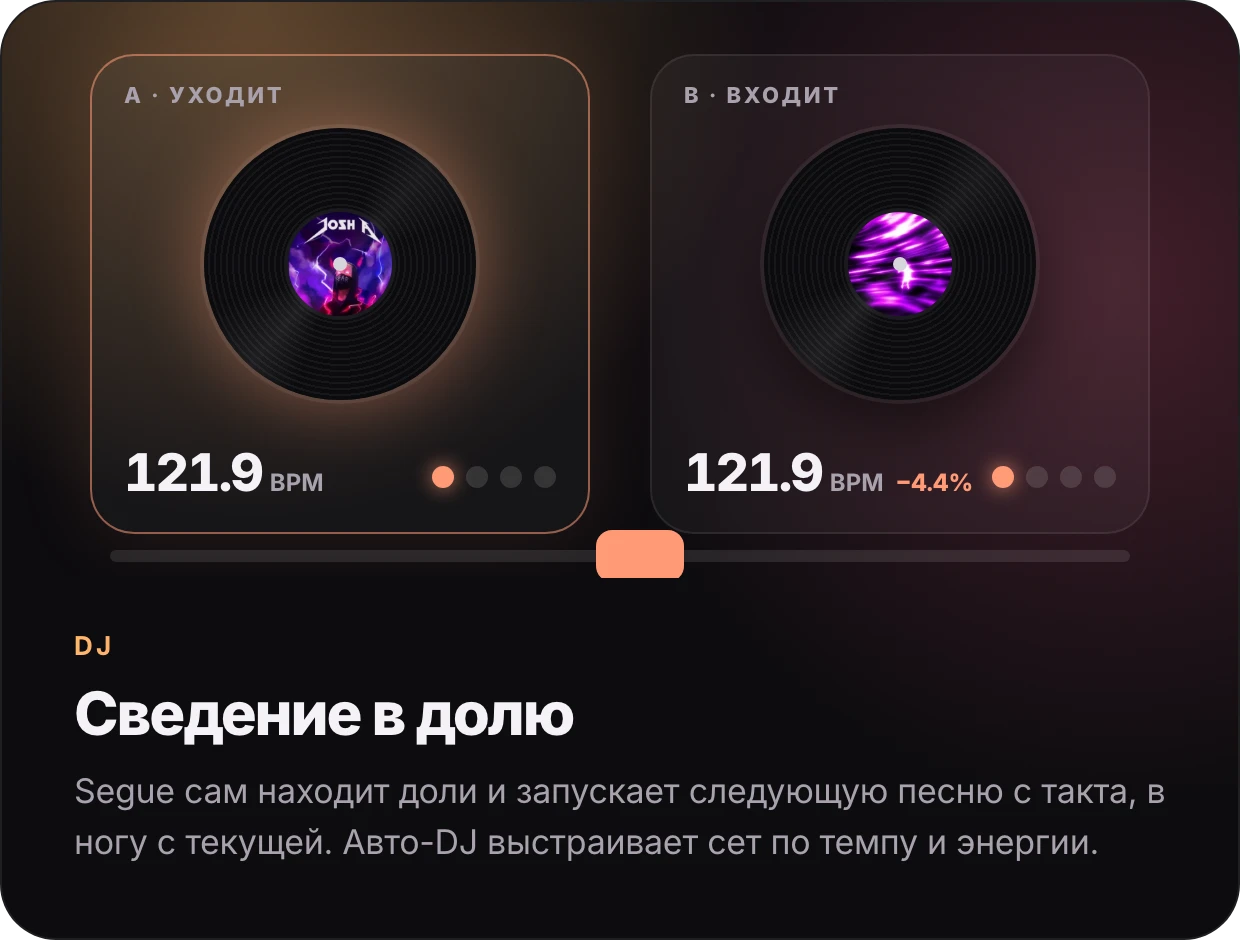 A · УХОДИТ
B · ВХОДИТ
JOSH A
121.9 BPM
121.9 BPM −4.4%
DJ
Сведение в долю
Segue сам находит доли и запускает следующую песню с такта, в
ногу с текущей. Авто-DJ выстраивает сет по темпу и энергии.